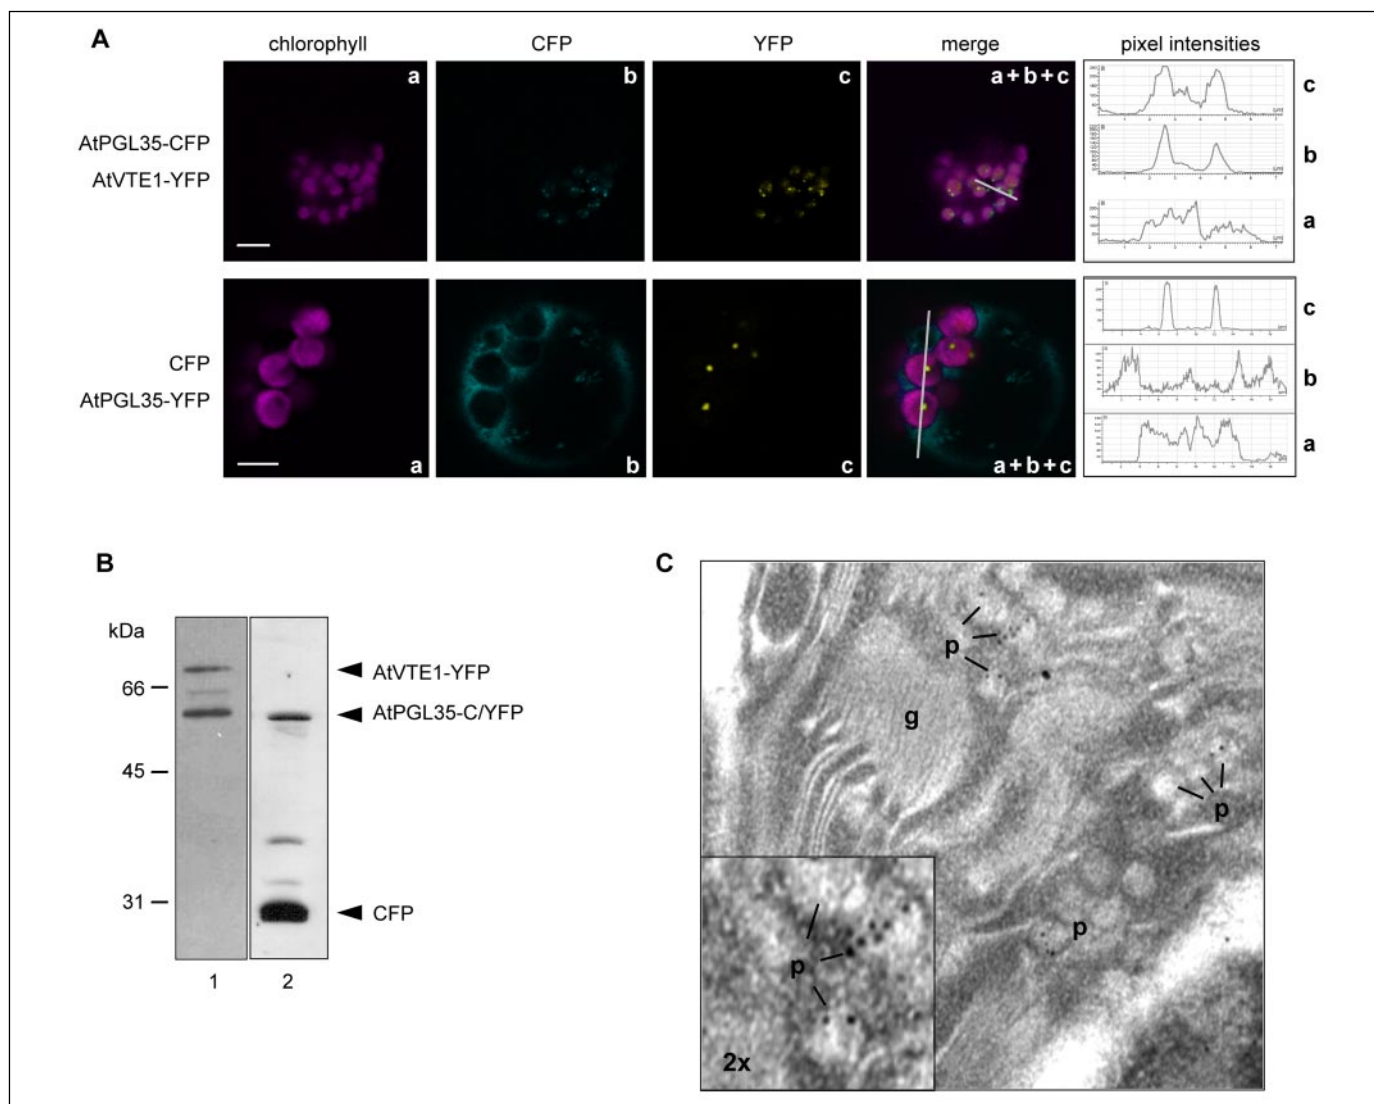 A
chlorophyll CFP YFP merge pixel intensities
a b c a + b + c c
AtPGL35-CFP
b
AtVTE1-YFP
a
c
CFP
b
AtPGL35-YFP
a b c a + b + c a
B
C
kDa
AtVTE1-YFP
66
AtPGL35-C/YFP
45
31
CFP
1 2
p
g
p
p
p
2x